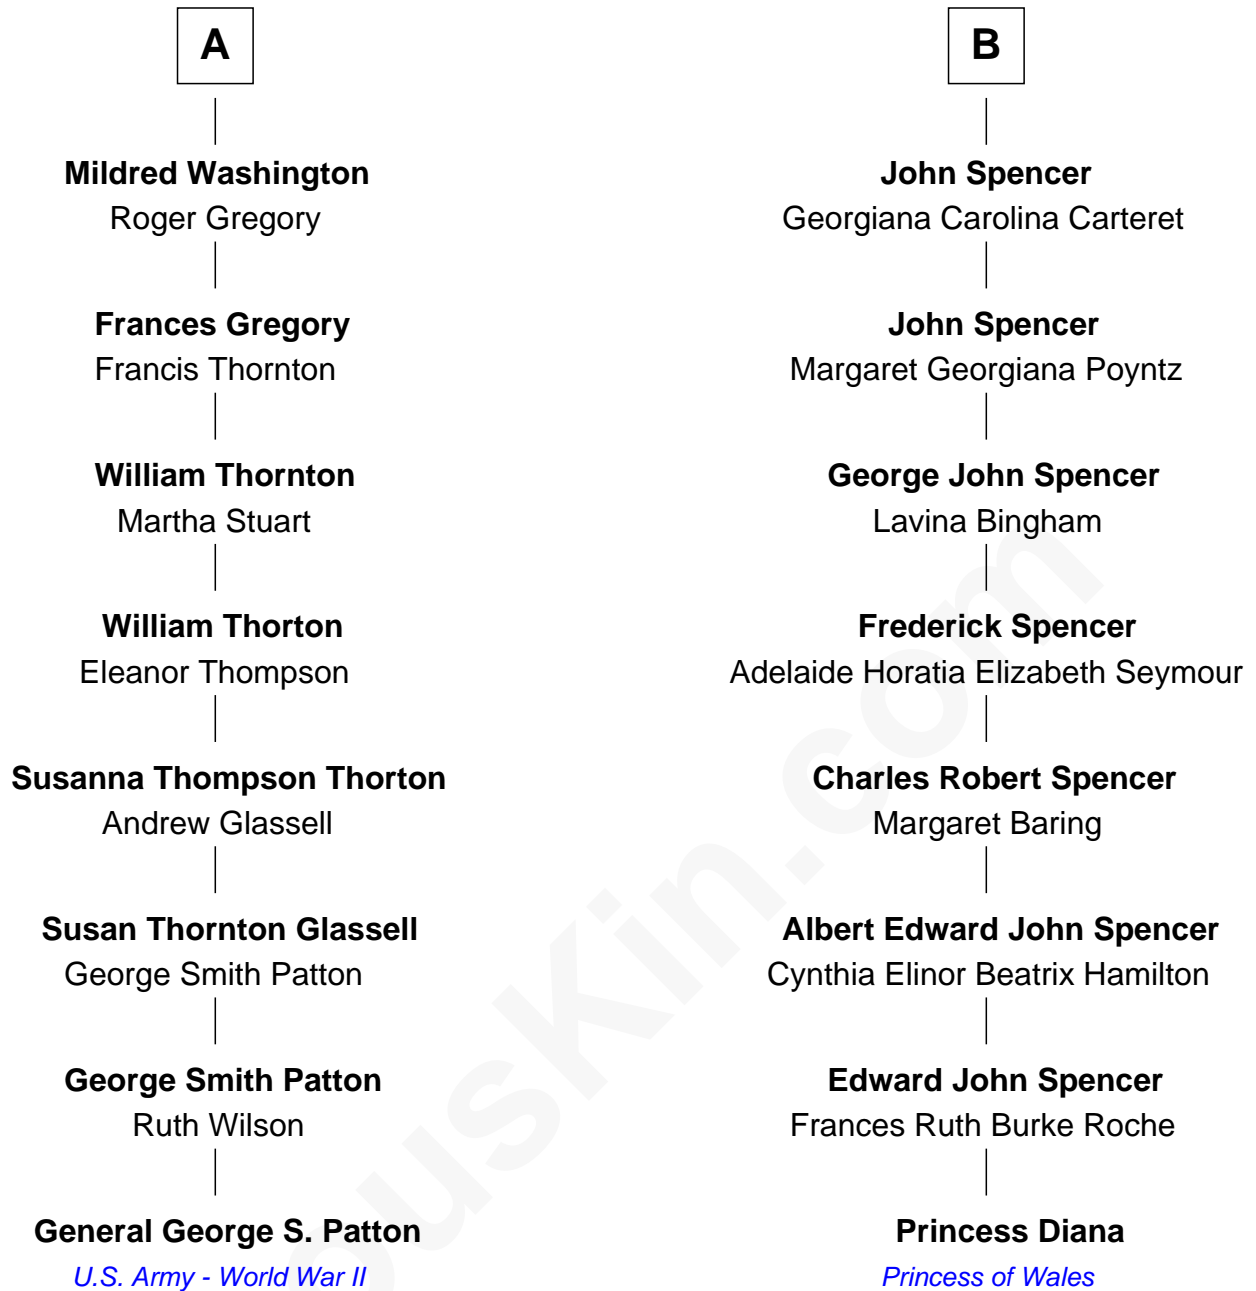 A
Mildred Washington
Roger Gregory
Frances Gregory
Francis Thornton
William Thornton
Martha Stuart
William Thorton
Eleanor Thompson
Susanna Thompson Thorton
Andrew Glassell
Susan Thornton Glassell
George Smith Patton
George Smith Patton
Ruth Wilson
General George S. Patton
U.S. Army - World War II
B
John Spencer
Georgiana Carolina Carteret
John Spencer
Margaret Georgiana Poyntz
George John Spencer
Lavina Bingham
Frederick Spencer
Adelaide Horatia Elizabeth Seymour
Charles Robert Spencer
Margaret Baring
Albert Edward John Spencer
Cynthia Elinor Beatrix Hamilton
Edward John Spencer
Frances Ruth Burke Roche
Princess Diana
Princess of Wales
ousKin.com